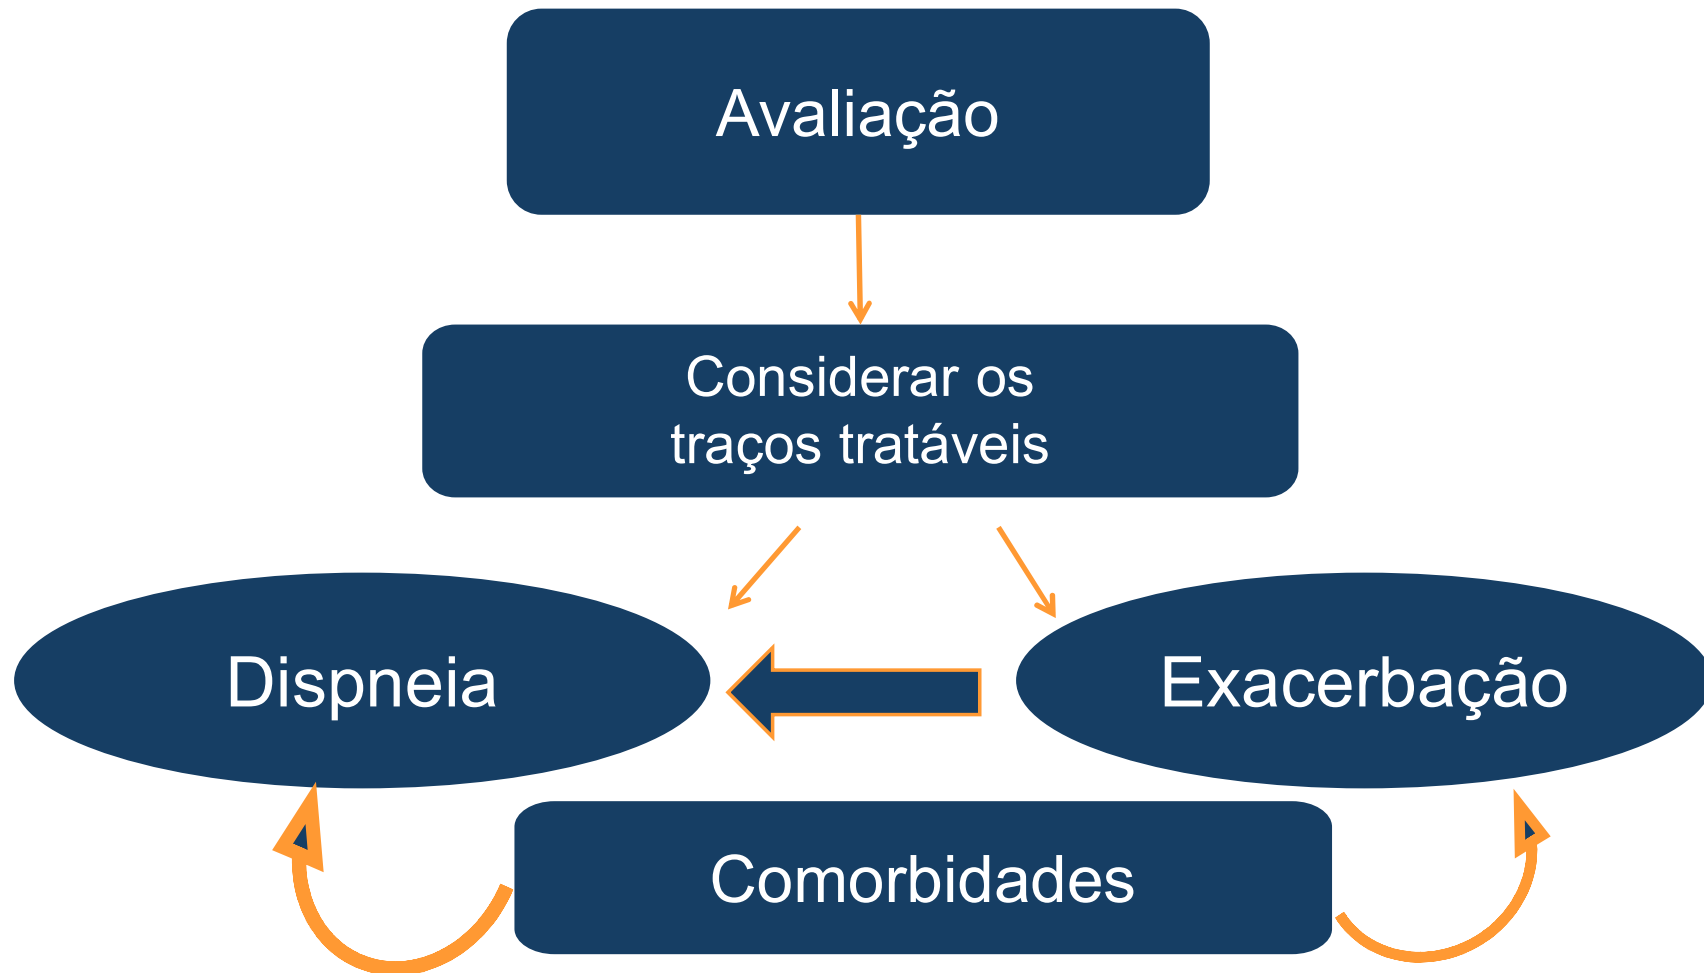 Avaliação
Considerar os
traços tratáveis
Dispneia
Exacerbação
Comorbidades